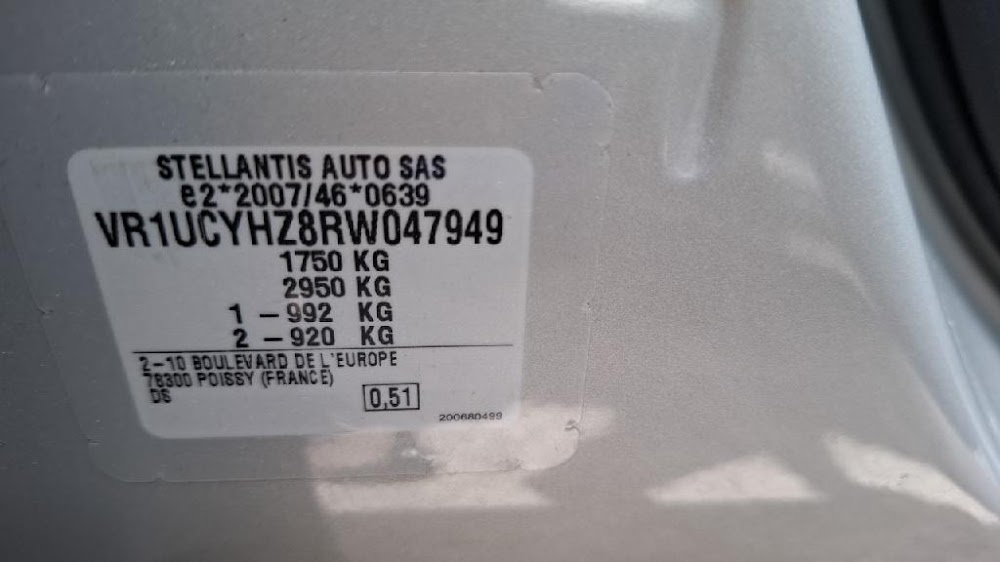 STELLANTIS AUTO SAS
e2*2007/46*0639
VR1UCYHZ8RW047949
1750 KG
2950 KG
1 -992 KG
2 -920 KG
2-10 BOULEVARD DE L'EUROPE
78300 POISSY (FRANCE)
DS
0,51
200680499